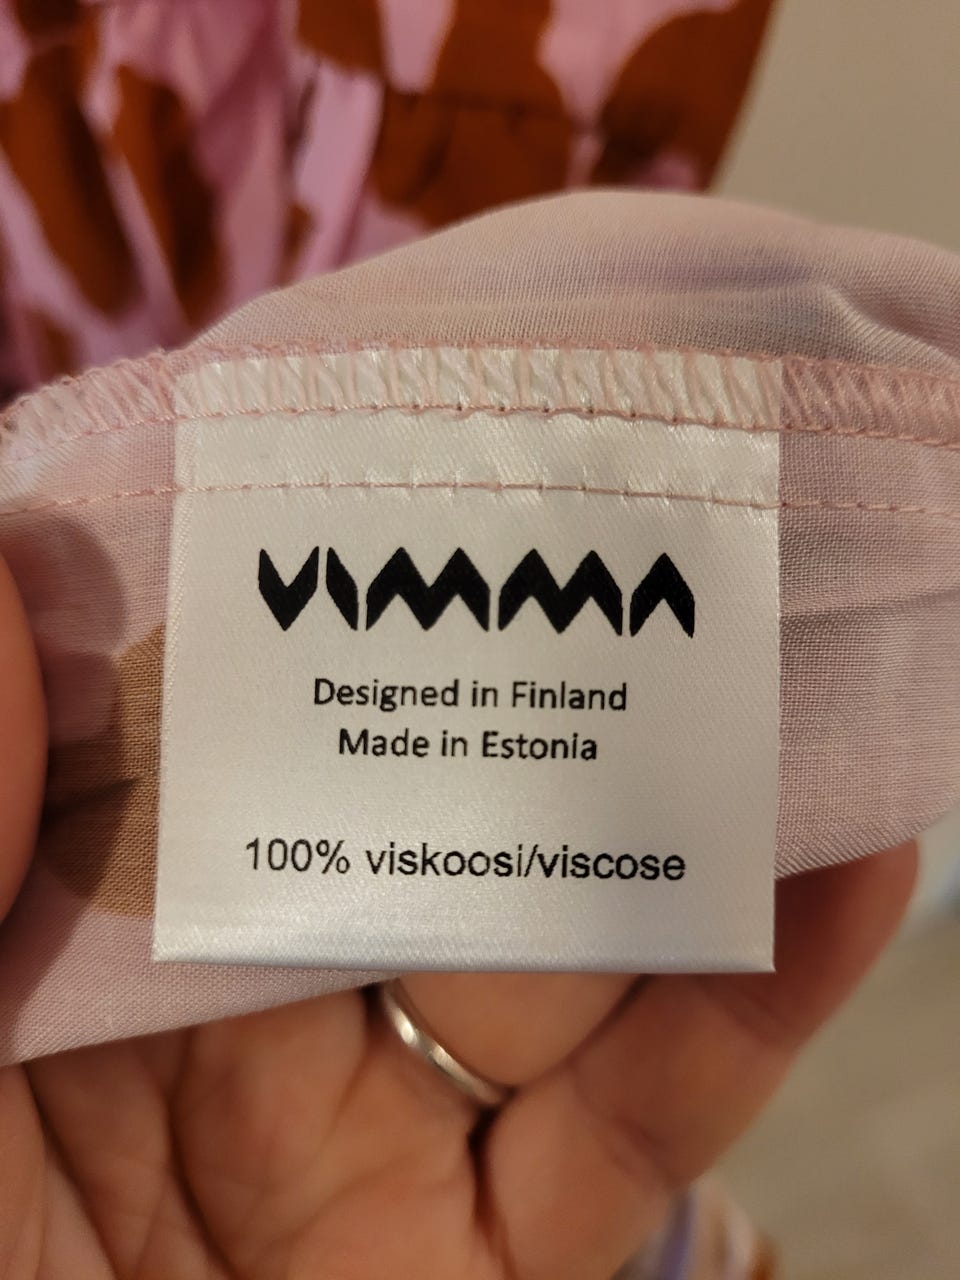 VIMMA
Designed in Finland
Made in Estonia
100% viskoosi/viscose